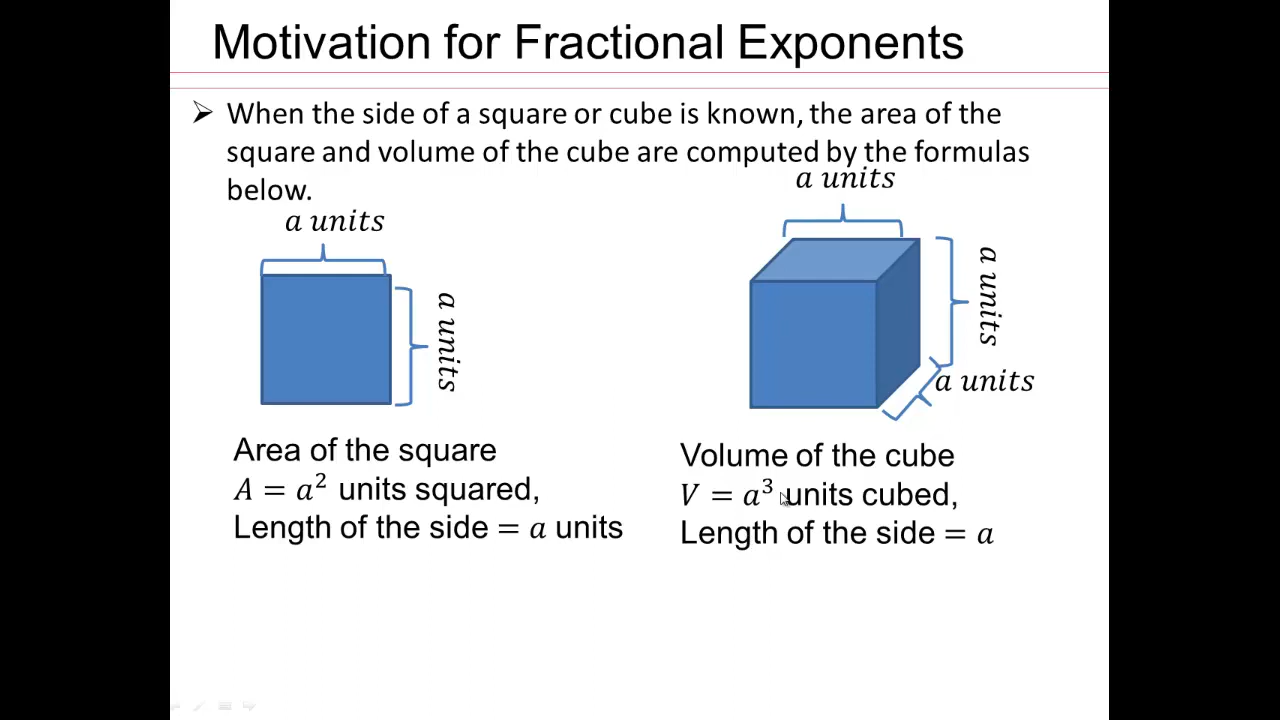 Motivation for Fractional Exponents
➢ When the side of a square or cube is known, the area of the
square and volume of the cube are computed by the formulas
below.
a units
a units
Area of the square
A = a² units squared,
Length of the side = a units
a units
a units
a units
Volume of the cube
V = a³ units cubed,
Length of the side = a